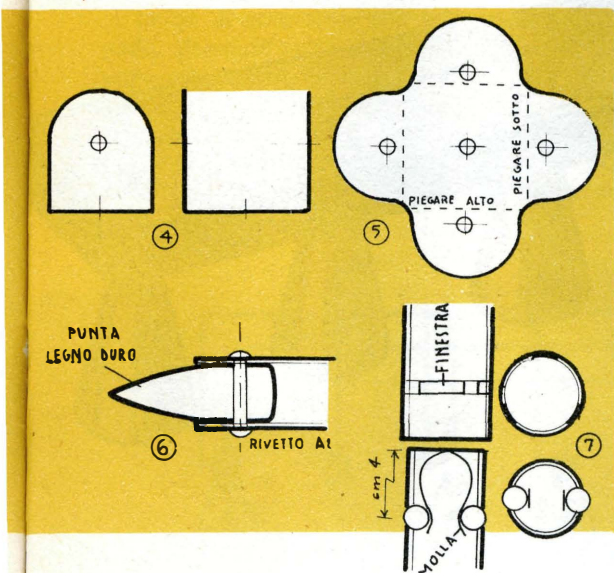 4
5
PIEGARE SOTTO
PIEGARE ALTO
PUNTA
LEGNO DURO
6
RIVETTO Al
FINESTRA
7
cm 4
MOLLA